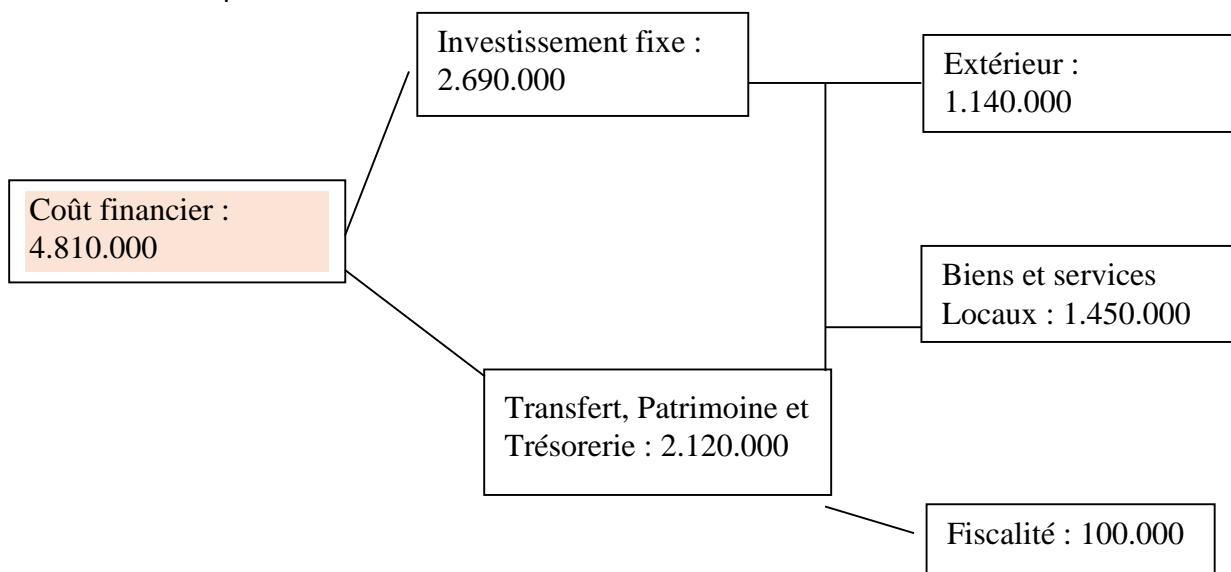 Investissement fixe :
2.690.000
Extérieur :
1.140.000
Coût financier :
4.810.000
Biens et services
Locaux : 1.450.000
Transfert, Patrimoine et
Trésorerie : 2.120.000
Fiscalité : 100.000